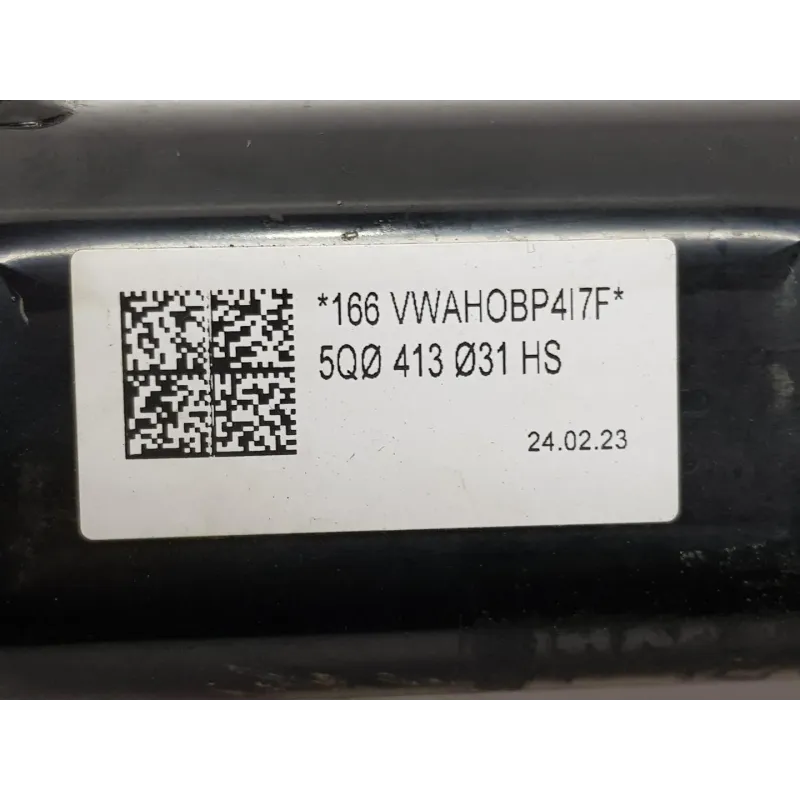 *166 VWAHOBP4I7F*
5QØ 413 Ø31 HS
24.02.23